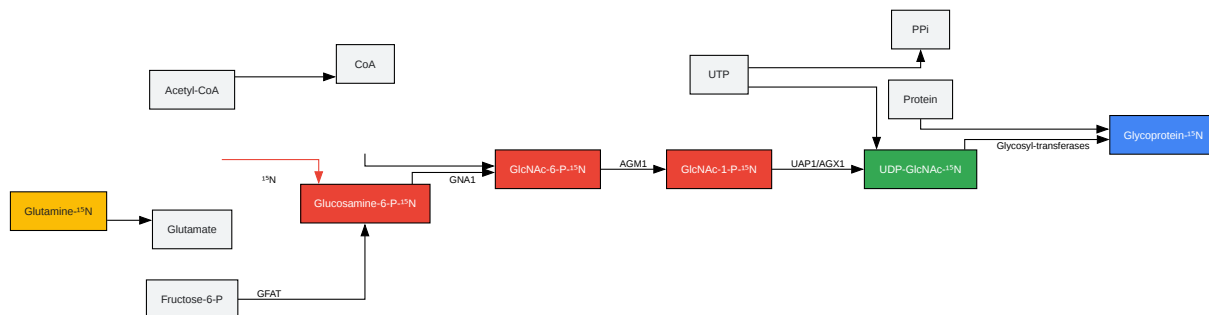 PPi
CoA
UTP
Acetyl-CoA
Protein
Glycoprotein-¹⁵N
Glycosyl-transferases
AGM1
UAP1/AGX1
GlcNAc-6-P-¹⁵N
GlcNAc-1-P-¹⁵N
UDP-GlcNAc-¹⁵N
¹⁵N
GNA1
Glucosamine-6-P-¹⁵N
Glutamine-¹⁵N
Glutamate
GFAT
Fructose-6-P